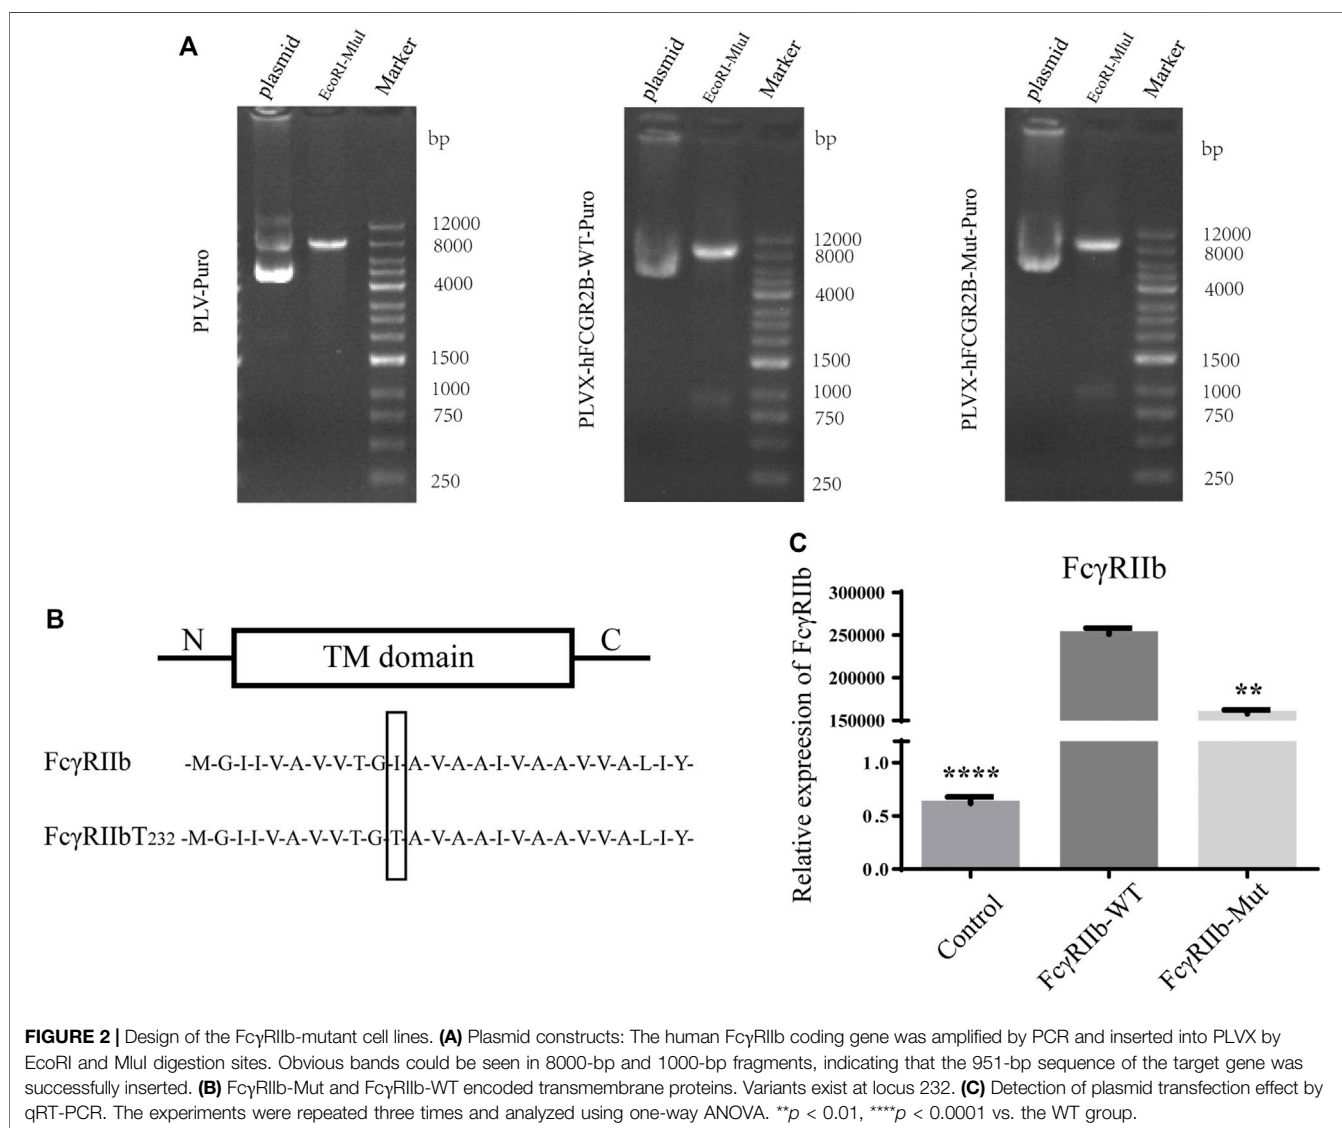 A
plasmid
EcoRI-MluI
Marker
bp
PLV-Puro
12000
8000
4000
1500
1000
750
250
plasmid
EcoRI-MluI
Marker
bp
PLVX-hFCGR2B-WT-Puro
12000
8000
4000
1500
1000
750
250
plasmid
EcoRI-MluI
Marker
bp
PLVX-hFCGR2B-Mut-Puro
12000
8000
4000
1500
1000
750
250
B
N
TM domain
C
FcγRIIb -M-G-I-I-V-A-V-V-T-G-I-A-V-A-A-I-V-A-A-V-V-A-L-I-Y-
FcγRIIbT232 -M-G-I-I-V-A-V-V-T-G-T-A-V-A-A-I-V-A-A-V-V-A-L-I-Y-
C
FcγRIIb
Relative expreesion of FcγRIIb
300000
250000
200000
150000
1.0
0.5
0.0
****
**
Control
FcγRIIb-WT
FcγRIIb-Mut
FIGURE 2 | Design of the FcγRIIb-mutant cell lines. (A) Plasmid constructs: The human FcγRIIb coding gene was amplified by PCR and inserted into PLVX by
EcoRI and MluI digestion sites. Obvious bands could be seen in 8000-bp and 1000-bp fragments, indicating that the 951-bp sequence of the target gene was
successfully inserted. (B) FcγRIIb-Mut and FcγRIIb-WT encoded transmembrane proteins. Variants exist at locus 232. (C) Detection of plasmid transfection effect by
qRT-PCR. The experiments were repeated three times and analyzed using one-way ANOVA. **p < 0.01, ****p < 0.0001 vs. the WT group.